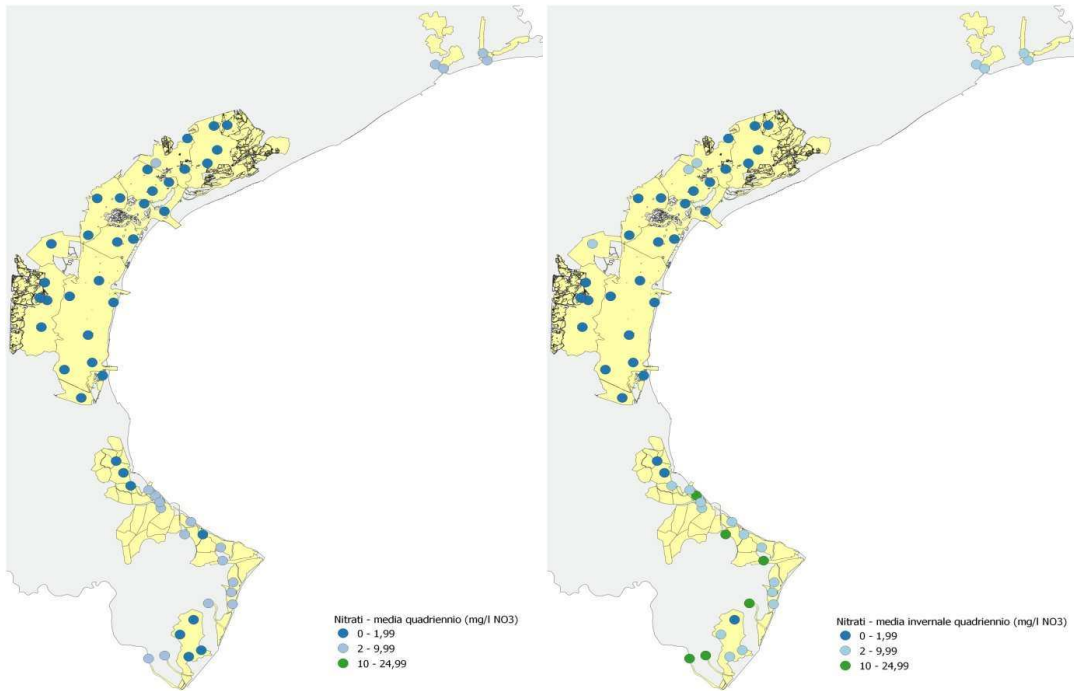 Nitrati - media quadriennio (mg/l NO3)
0 - 1,99
2 - 9,99
10 - 24,99
Nitrati - media invernale quadriennio (mg/l NO3)
0 - 1,99
2 - 9,99
10 - 24,99